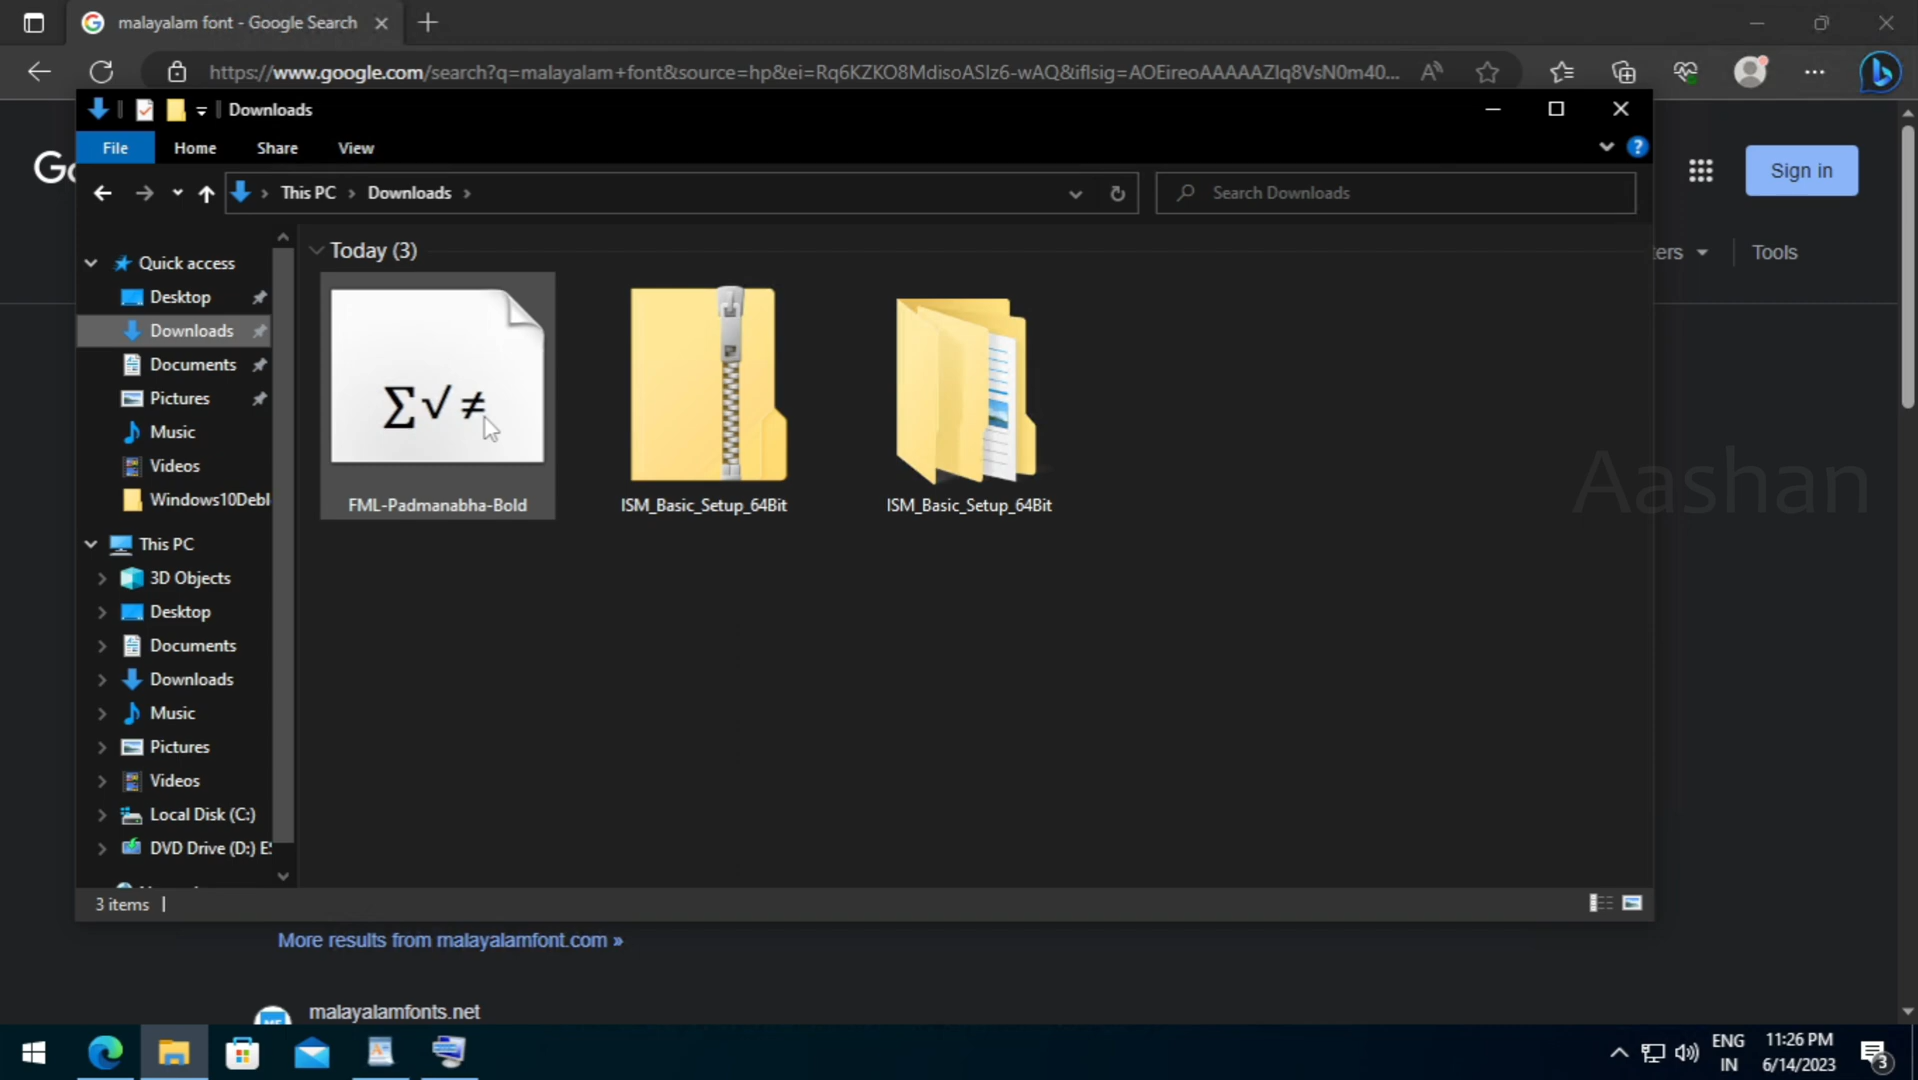 malayalam font - Google Search
https://www.google.com/search?q=malayalam+font&source=hp&ei=Rq6KZKO8MdisoASIz6-wAQ&iflsig=AOEireoAAAAAZIq8VsN0m40...
Downloads
File Home Share View
This PC Downloads
Search Downloads
Sign in
Tools
Today (3)
Quick access
Desktop
Downloads
Documents
Pictures
Music
Videos
Windows10Debl
This PC
3D Objects
Desktop
Documents
Downloads
Music
Pictures
Videos
Local Disk (C:)
DVD Drive (D:) ES
∑√≠
FML-Padmanabha-Bold
ISM_Basic_Setup_64Bit
ISM_Basic_Setup_64Bit
Aashan
3 items
More results from malayalamfont.com »
malayalamfonts.net
ENG
IN
11:26 PM
6/14/2023
3